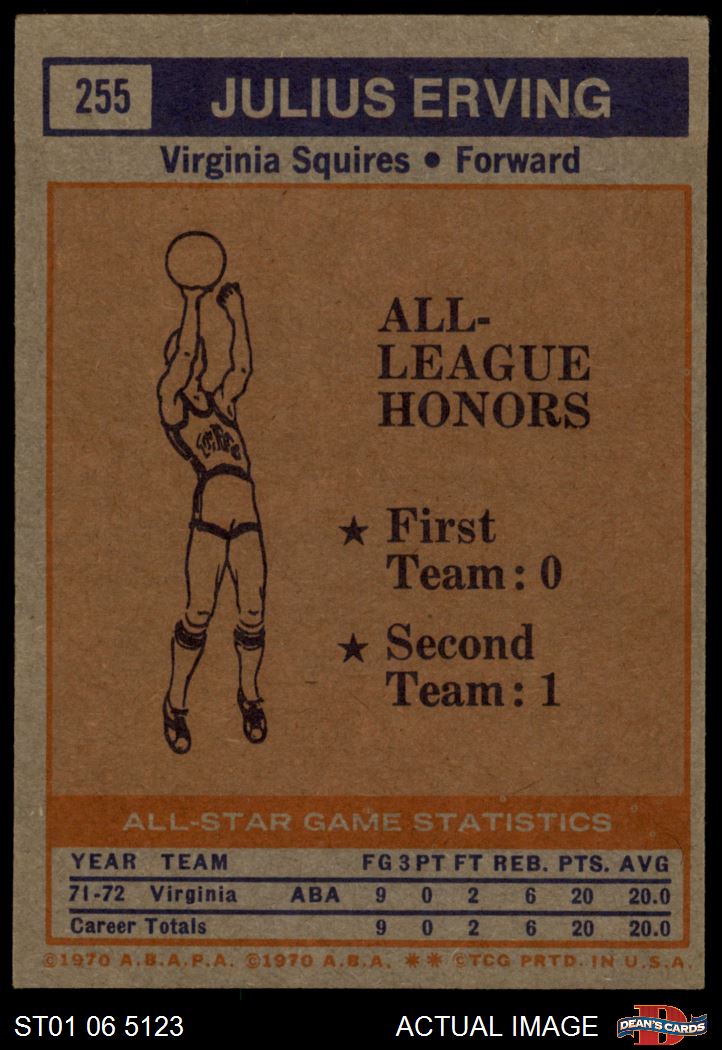 255 JULIUS ERVING
Virginia Squires • Forward
ALL-
LEAGUE
HONORS
★ First
Team: 0
★ Second
Team: 1
ALL-STAR GAME STATISTICS
YEAR TEAM FG 3PT FT REB. PTS. AVG
71-72 Virginia ABA 9 0 2 6 20 20.0
Career Totals 9 0 2 6 20 20.0
©1970 A.B.A.P.A. ©1970 A.B.A. ** ©TCG PRTD. IN U.S.A.
ST01 06 5123 ACTUAL IMAGE
DEAN'S CARDS